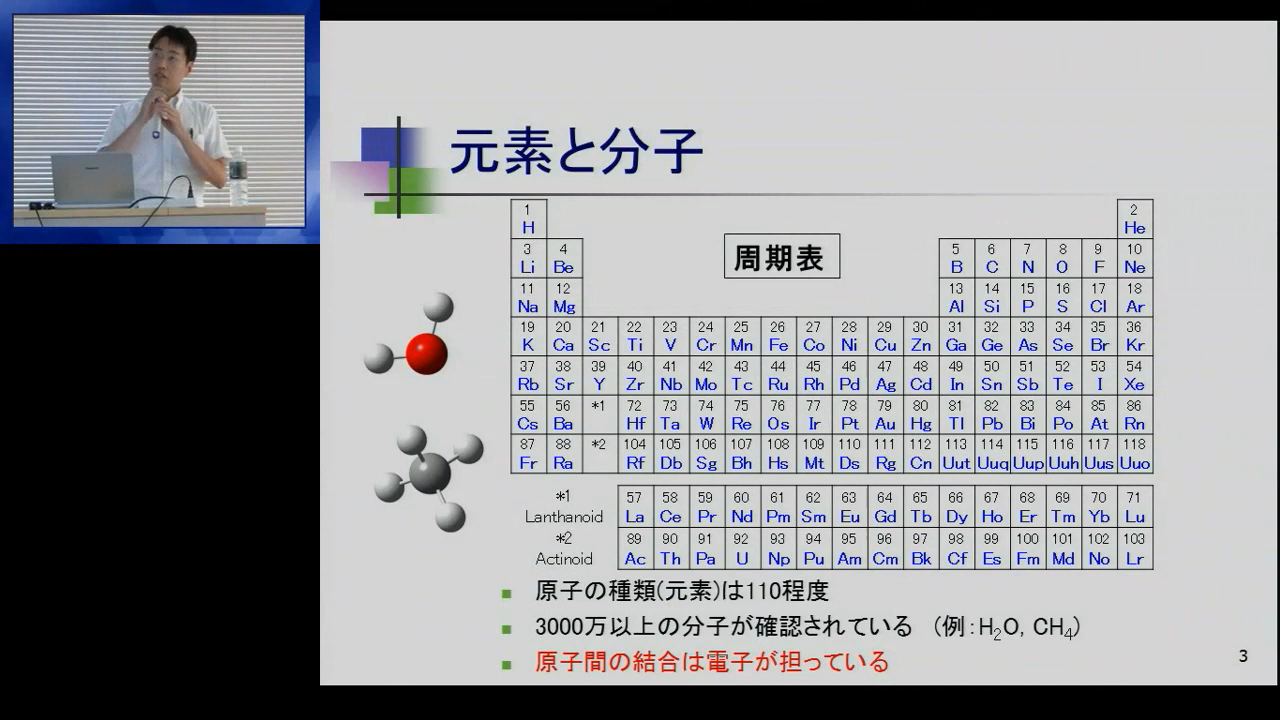 元素と分子
周期表
1 2
H He
3 4 5 6 7 8 9 10
Li Be B C N O F Ne
11 12 13 14 15 16 17 18
Na Mg Al Si P S Cl Ar
19 20 21 22 23 24 25 26 27 28 29 30 31 32 33 34 35 36
K Ca Sc Ti V Cr Mn Fe Co Ni Cu Zn Ga Ge As Se Br Kr
37 38 39 40 41 42 43 44 45 46 47 48 49 50 51 52 53 54
Rb Sr Y Zr Nb Mo Tc Ru Rh Pd Ag Cd In Sn Sb Te I Xe
55 56 *1 72 73 74 75 76 77 78 79 80 81 82 83 84 85 86
Cs Ba Hf Ta W Re Os Ir Pt Au Hg Tl Pb Bi Po At Rn
87 88 *2 104 105 106 107 108 109 110 111 112 113 114 115 116 117 118
Fr Ra Rf Db Sg Bh Hs Mt Ds Rg Cn Uut Uuq Uup Uuh Uus Uuo
*1 57 58 59 60 61 62 63 64 65 66 67 68 69 70 71
Lanthanoid La Ce Pr Nd Pm Sm Eu Gd Tb Dy Ho Er Tm Yb Lu
*2 89 90 91 92 93 94 95 96 97 98 99 100 101 102 103
Actinoid Ac Th Pa U Np Pu Am Cm Bk Cf Es Fm Md No Lr
原子の種類(元素)は110程度
3000万以上の分子が確認されている (例:H2O, CH4)
原子間の結合は電子が担っている
3